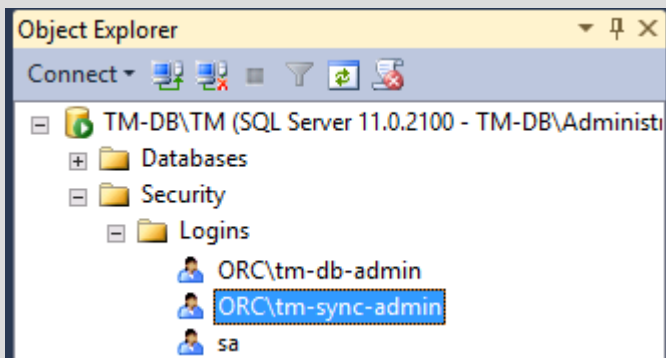 Object Explorer
Connect
TM-DB\TM (SQL Server 11.0.2100 - TM-DB\Administr
Databases
Security
Logins
ORC\tm-db-admin
ORC\tm-sync-admin
sa